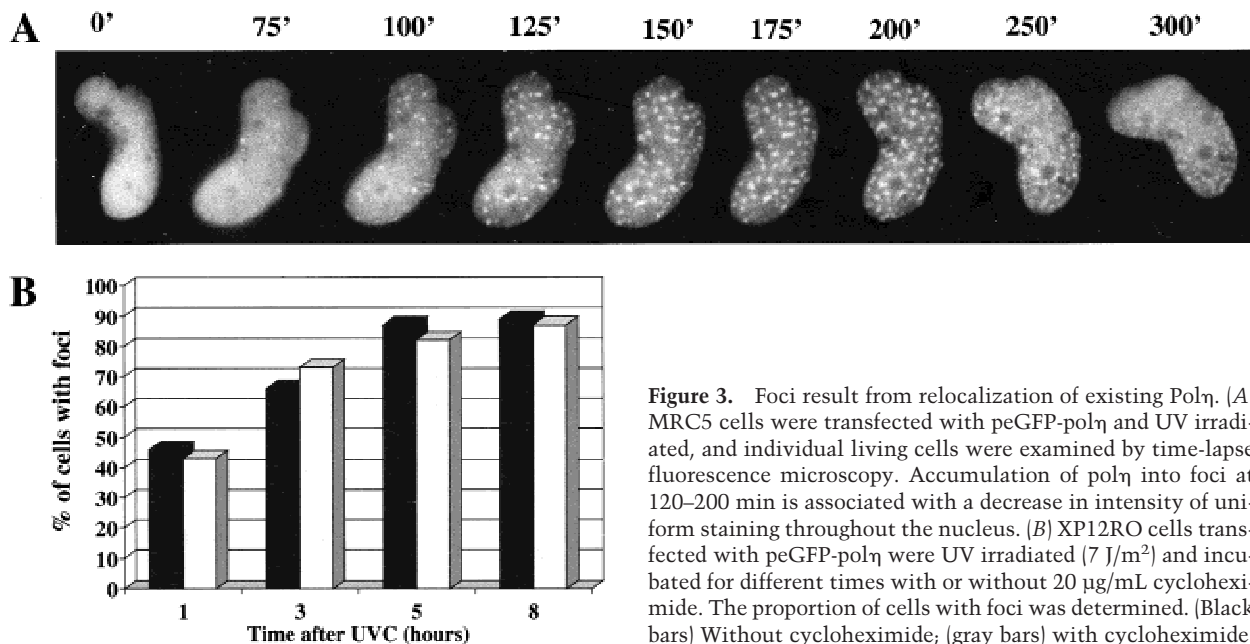 A
0' 75' 100' 125' 150' 175' 200' 250' 300'
B
% of cells with foci
100
90
80
70
60
50
40
30
20
10
0
1 3 5 8
Time after UVC (hours)
Figure 3. Foci result from relocalization of existing Polη. (A)
MRC5 cells were transfected with peGFP-polη and UV irradi-
ated, and individual living cells were examined by time-lapse
fluorescence microscopy. Accumulation of polη into foci at
120–200 min is associated with a decrease in intensity of uni-
form staining throughout the nucleus. (B) XP12RO cells trans-
fected with peGFP-polη were UV irradiated (7 J/m²) and incu-
bated for different times with or without 20 µg/mL cyclohexi-
mide. The proportion of cells with foci was determined. (Black
bars) Without cycloheximide; (gray bars) with cycloheximide.